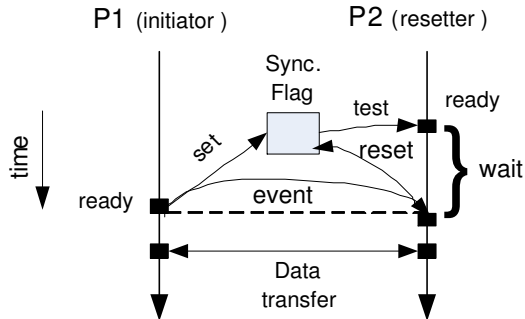 P1 (initiator)
P2 (resetter)
Sync.
Flag
test
ready
set
reset
wait
time
ready
event
Data
transfer